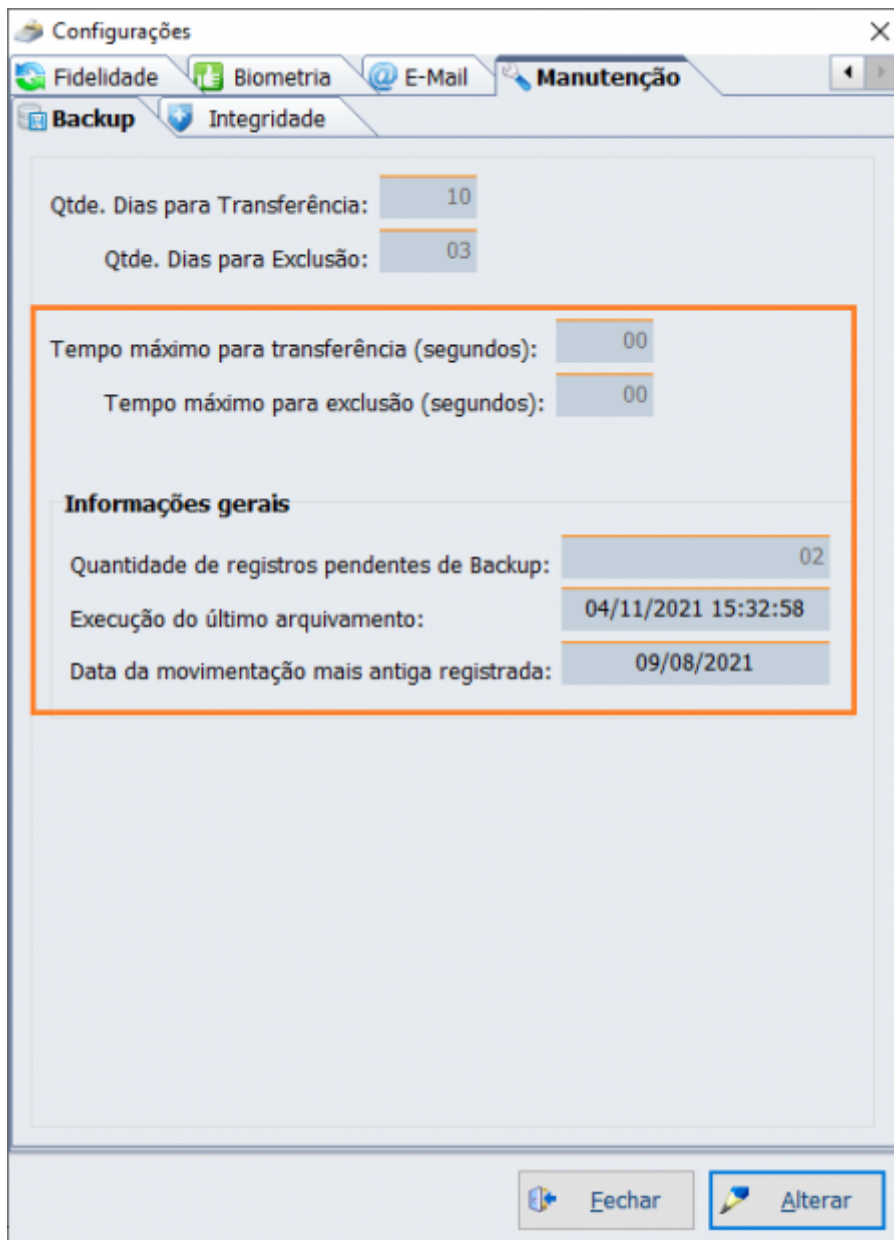 Configurações
Fidelidade Biometria E-Mail Manutenção
Backup Integridade
Qtde. Dias para Transferência: 10
Qtde. Dias para Exclusão: 03
Tempo máximo para transferência (segundos): 00
Tempo máximo para exclusão (segundos): 00
Informações gerais
Quantidade de registros pendentes de Backup: 02
Execução do último arquivamento: 04/11/2021 15:32:58
Data da movimentação mais antiga registrada: 09/08/2021
Fechar Alterar